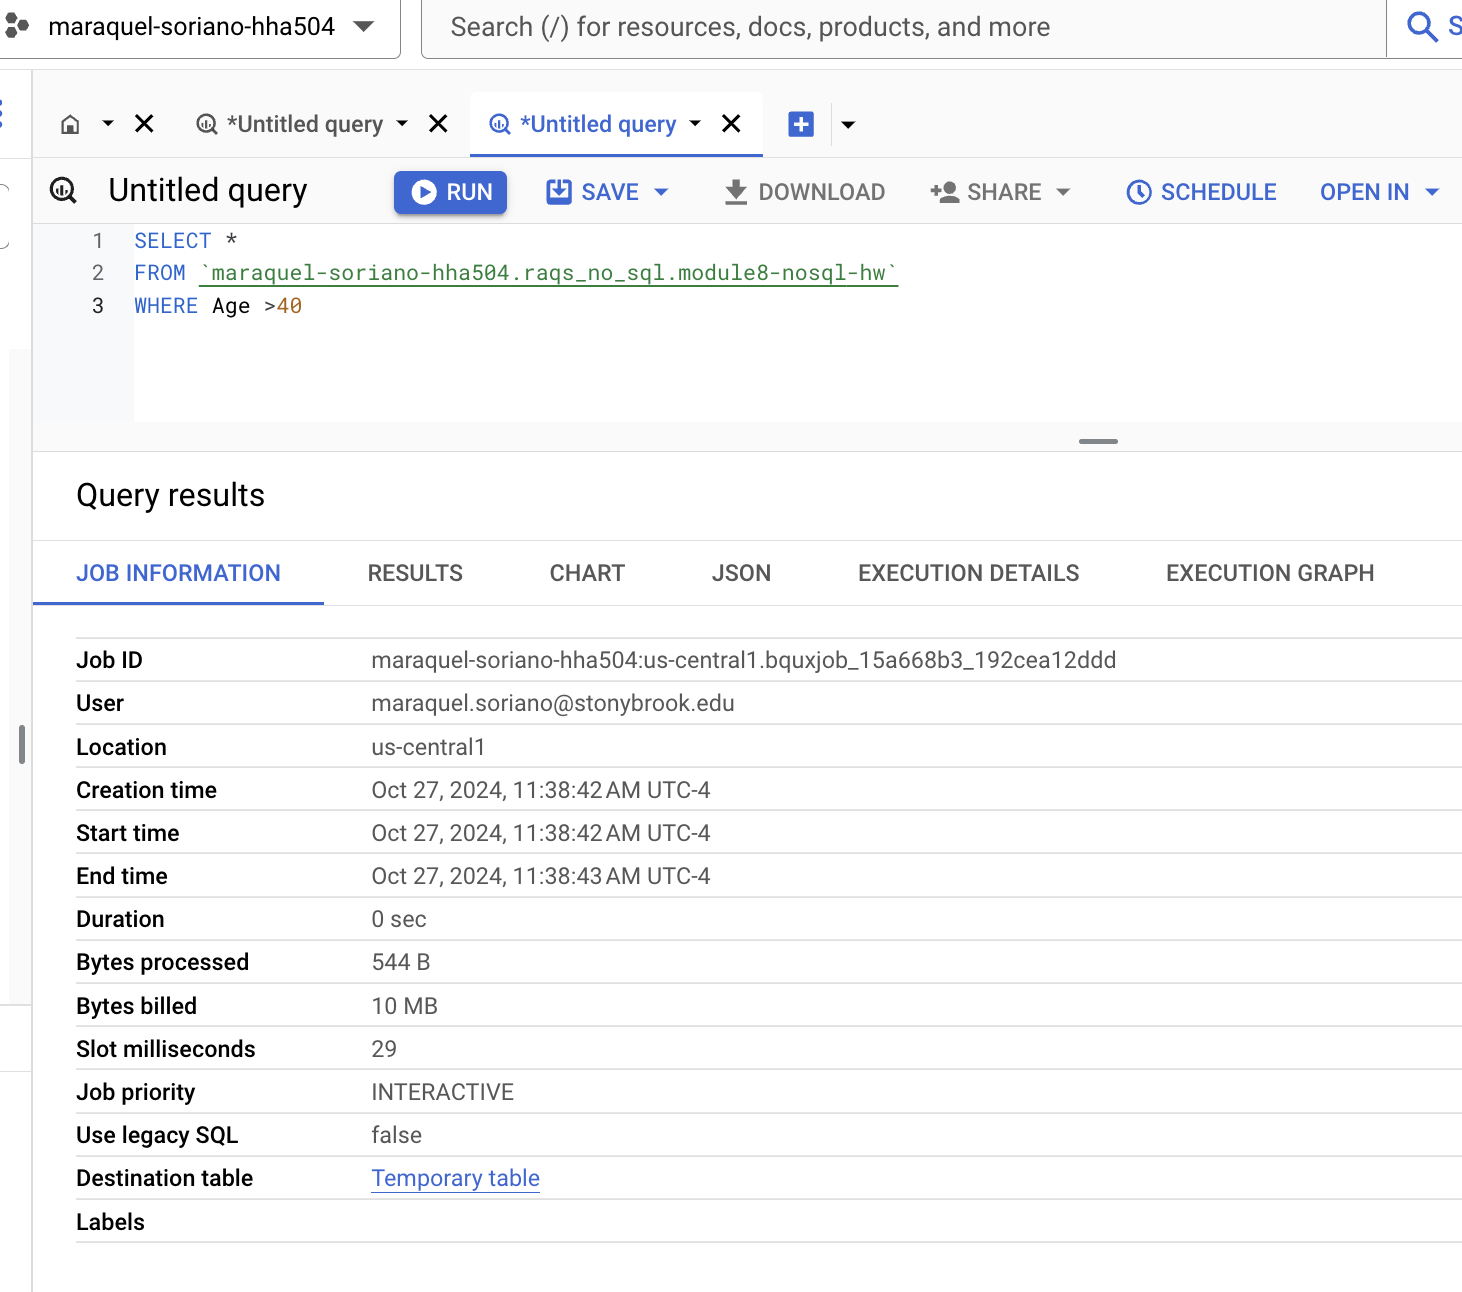 maraquel-soriano-hha504
Search (/) for resources, docs, products, and more
S
*Untitled query
*Untitled query
Untitled query
RUN
SAVE
DOWNLOAD
SHARE
SCHEDULE
OPEN IN
1 SELECT *
2 FROM `maraquel-soriano-hha504.raqs_no_sql.module8-nosql-hw`
3 WHERE Age >40
Query results
JOB INFORMATION
RESULTS
CHART
JSON
EXECUTION DETAILS
EXECUTION GRAPH
Job ID maraquel-soriano-hha504:us-central1.bquxjob_15a668b3_192cea12ddd
User maraquel.soriano@stonybrook.edu
Location us-central1
Creation time Oct 27, 2024, 11:38:42 AM UTC-4
Start time Oct 27, 2024, 11:38:42 AM UTC-4
End time Oct 27, 2024, 11:38:43 AM UTC-4
Duration 0 sec
Bytes processed 544 B
Bytes billed 10 MB
Slot milliseconds 29
Job priority INTERACTIVE
Use legacy SQL false
Destination table Temporary table
Labels